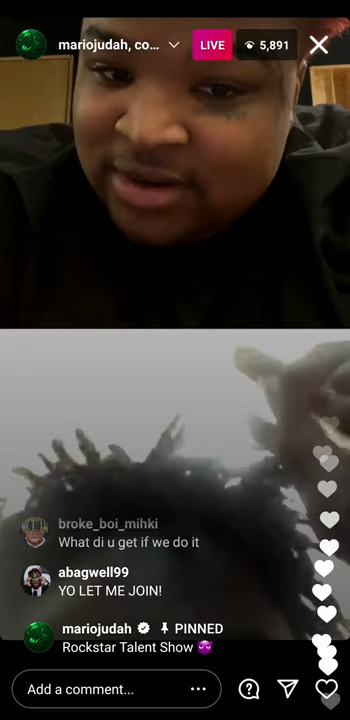 mariojudah, co...
LIVE
5,891
broke_boi_mihki
What di u get if we do it
abagwell99
YO LET ME JOIN!
mariojudah PINNED
Rockstar Talent Show 😈
Add a comment...